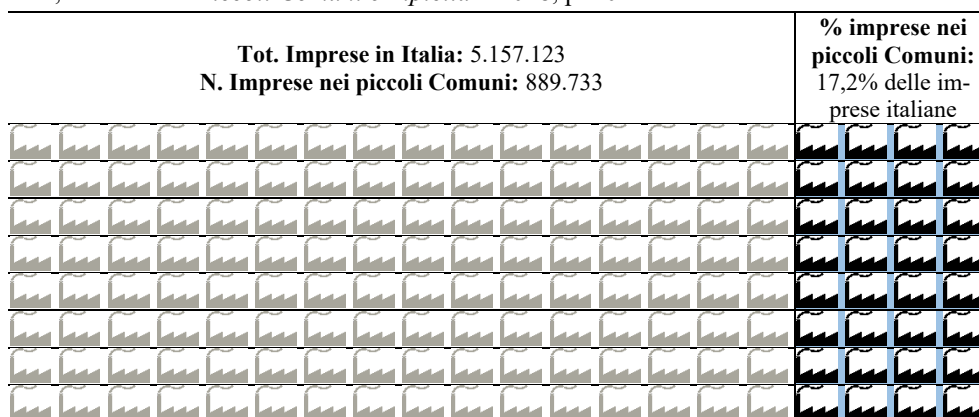 Tot. Imprese in Italia: 5.157.123
N. Imprese nei piccoli Comuni: 889.733
% imprese nei
piccoli Comuni:
17,2% delle im-
prese italiane